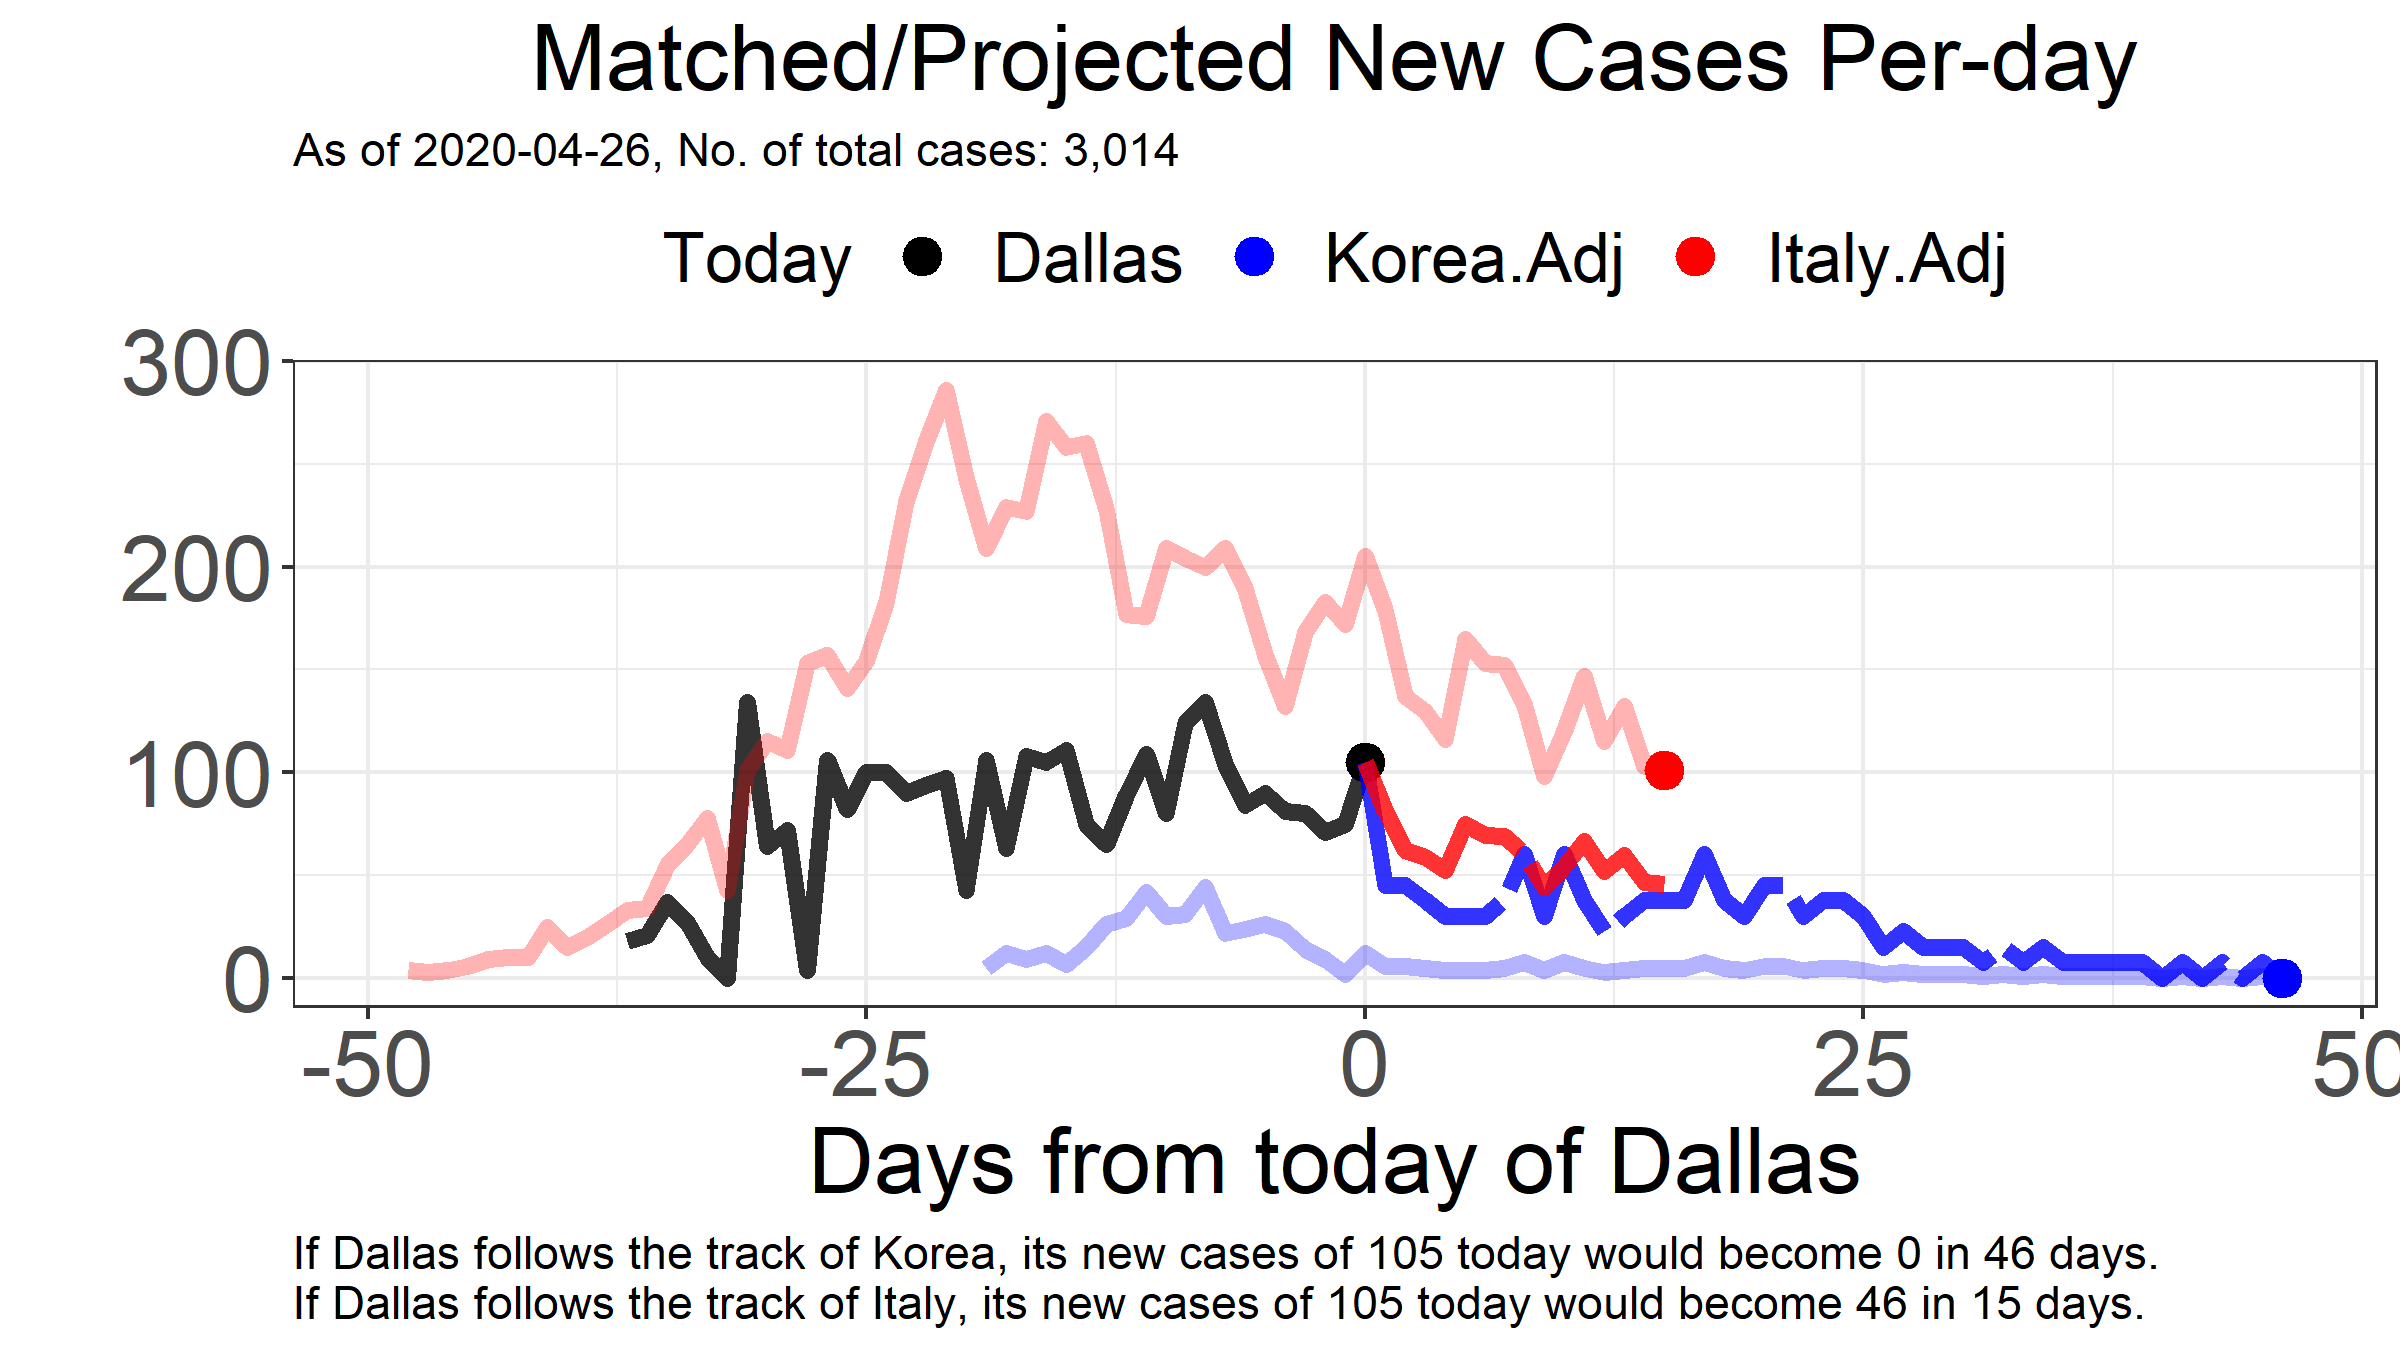 Matched/Projected New Cases Per-day
As of 2020-04-26, No. of total cases: 3,014
Today Dallas Korea.Adj Italy.Adj
300
200
100
0
-50 -25 0 25 50
Days from today of Dallas
If Dallas follows the track of Korea, its new cases of 105 today would become 0 in 46 days.
If Dallas follows the track of Italy, its new cases of 105 today would become 46 in 15 days.